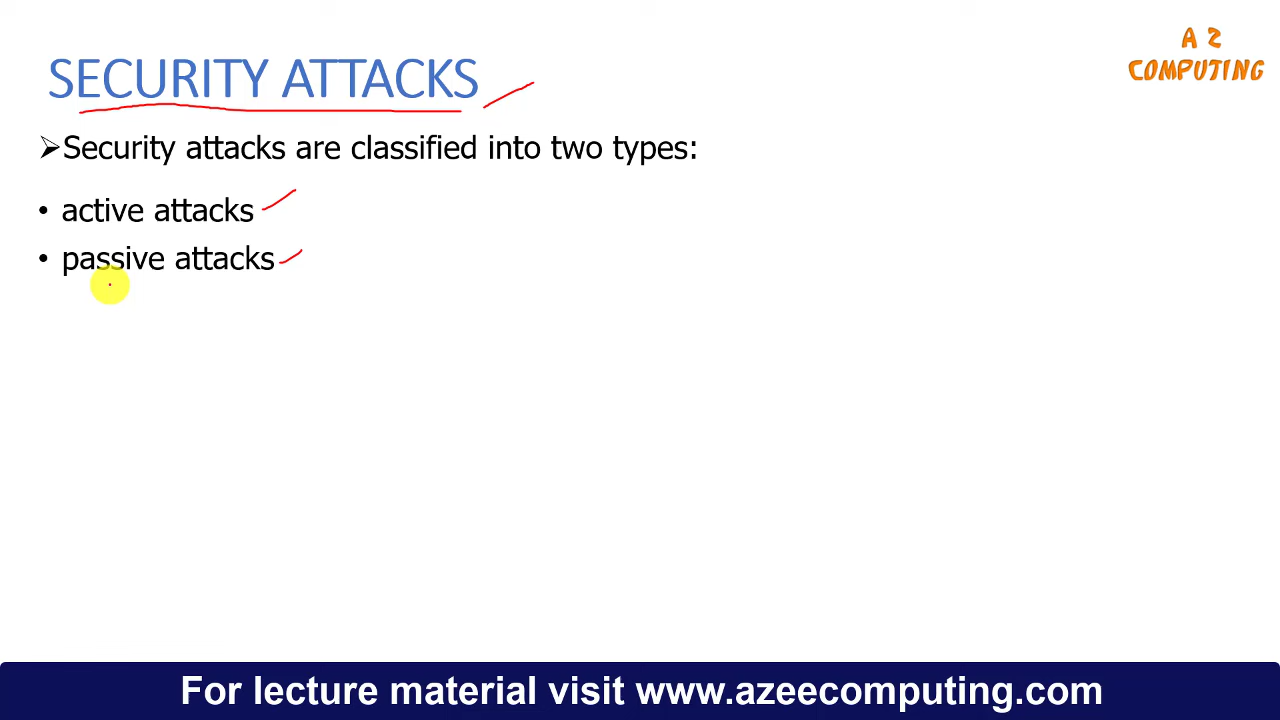 SECURITY ATTACKS
A Z
COMPUTING
➢Security attacks are classified into two types:
• active attacks
• passive attacks
For lecture material visit www.azeecomputing.com